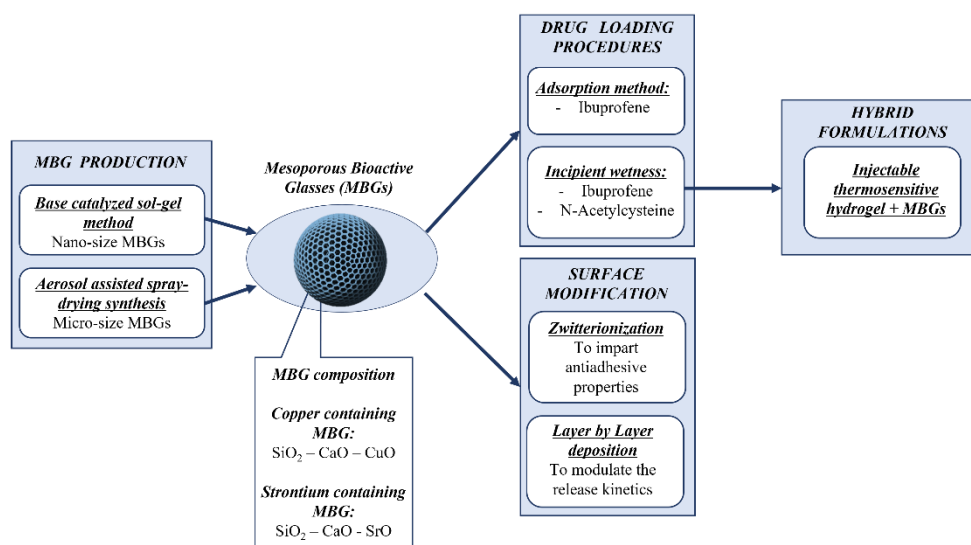 MBG PRODUCTION
Base catalyzed sol-gel
method
Nano-size MBGs
Aerosol assisted spray-
drying synthesis
Micro-size MBGs
Mesoporous Bioactive
Glasses (MBGs)
MBG composition
Copper containing
MBG:
SiO₂ – CaO – CuO
Strontium containing
MBG:
SiO₂ – CaO - SrO
DRUG LOADING
PROCEDURES
Adsorption method:
- Ibuprofene
Incipient wetness:
- Ibuprofene
- N-Acetylcysteine
SURFACE
MODIFICATION
Zwitterionization
To impart
antiadhesive
properties
Layer by Layer
deposition
To modulate the
release kinetics
HYBRID
FORMULATIONS
Injectable
thermosensitive
hydrogel + MBGs